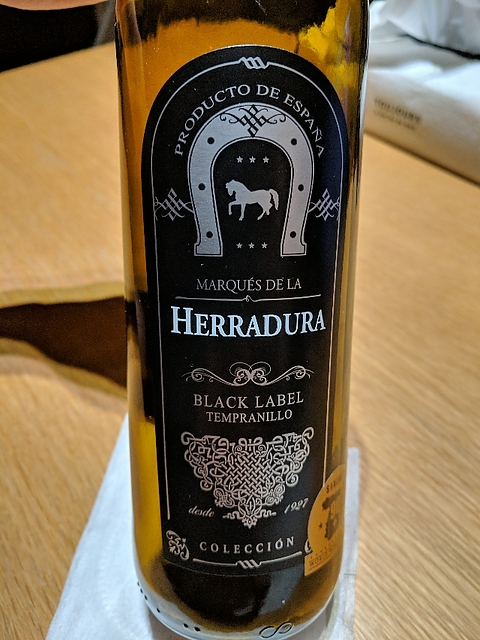 PRODUCTO DE ESPAÑA
MARQUÉS DE LA
HERRADURA
BLACK LABEL
TEMPRANILLO
desde 1927
COLECCIÓN